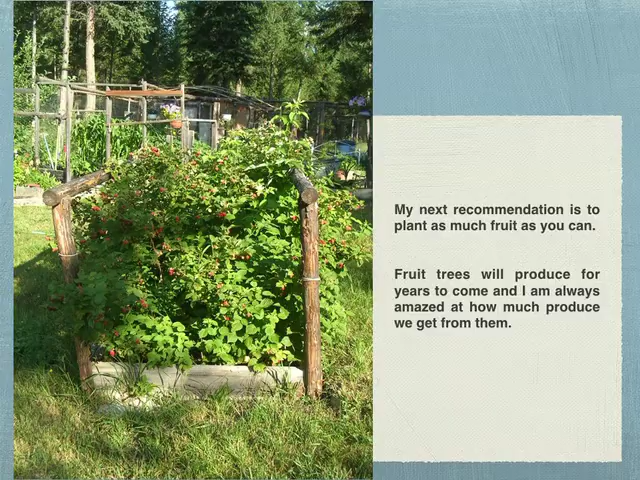 My next recommendation is to
plant as much fruit as you can.
Fruit trees will produce for
years to come and I am always
amazed at how much produce
we get from them.